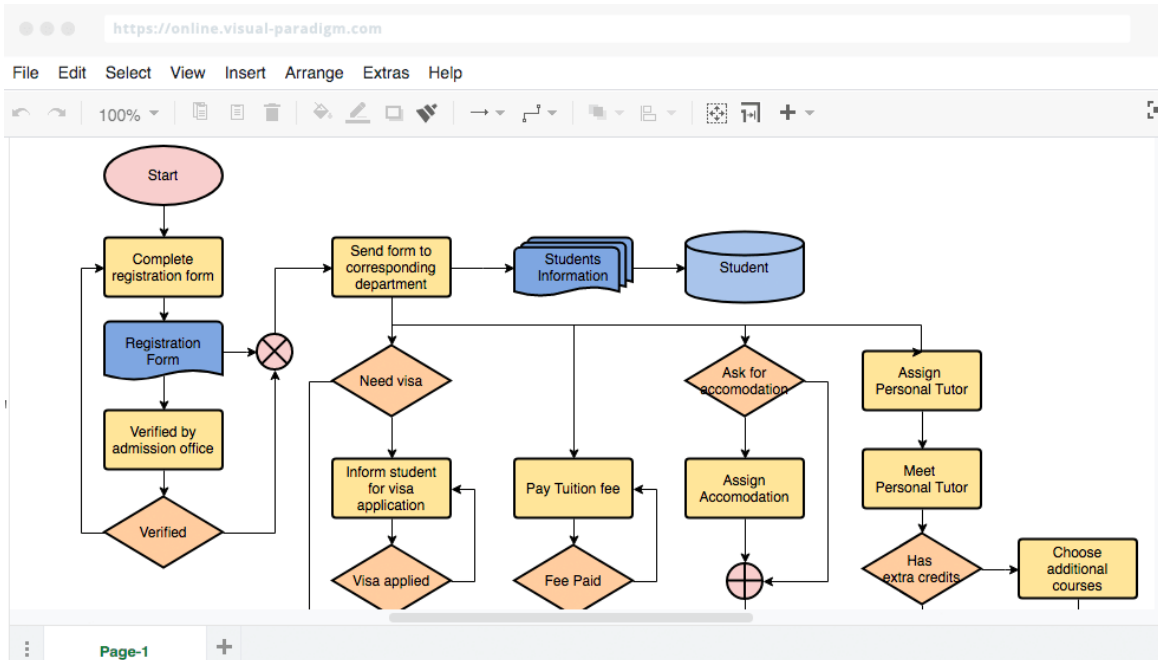 https://online.visual-paradigm.com
File Edit Select View Insert Arrange Extras Help
100%
Start
Complete
registration form
Send form to
corresponding
department
Students
Information
Student
Registration
Form
Need visa
Ask for
accomodation
Assign
Personal Tutor
Verified by
admission office
Inform student
for visa
application
Pay Tuition fee
Assign
Accomodation
Meet
Personal Tutor
Verified
Visa applied
Fee Paid
Has
extra credits
Choose
additional
courses
Page-1